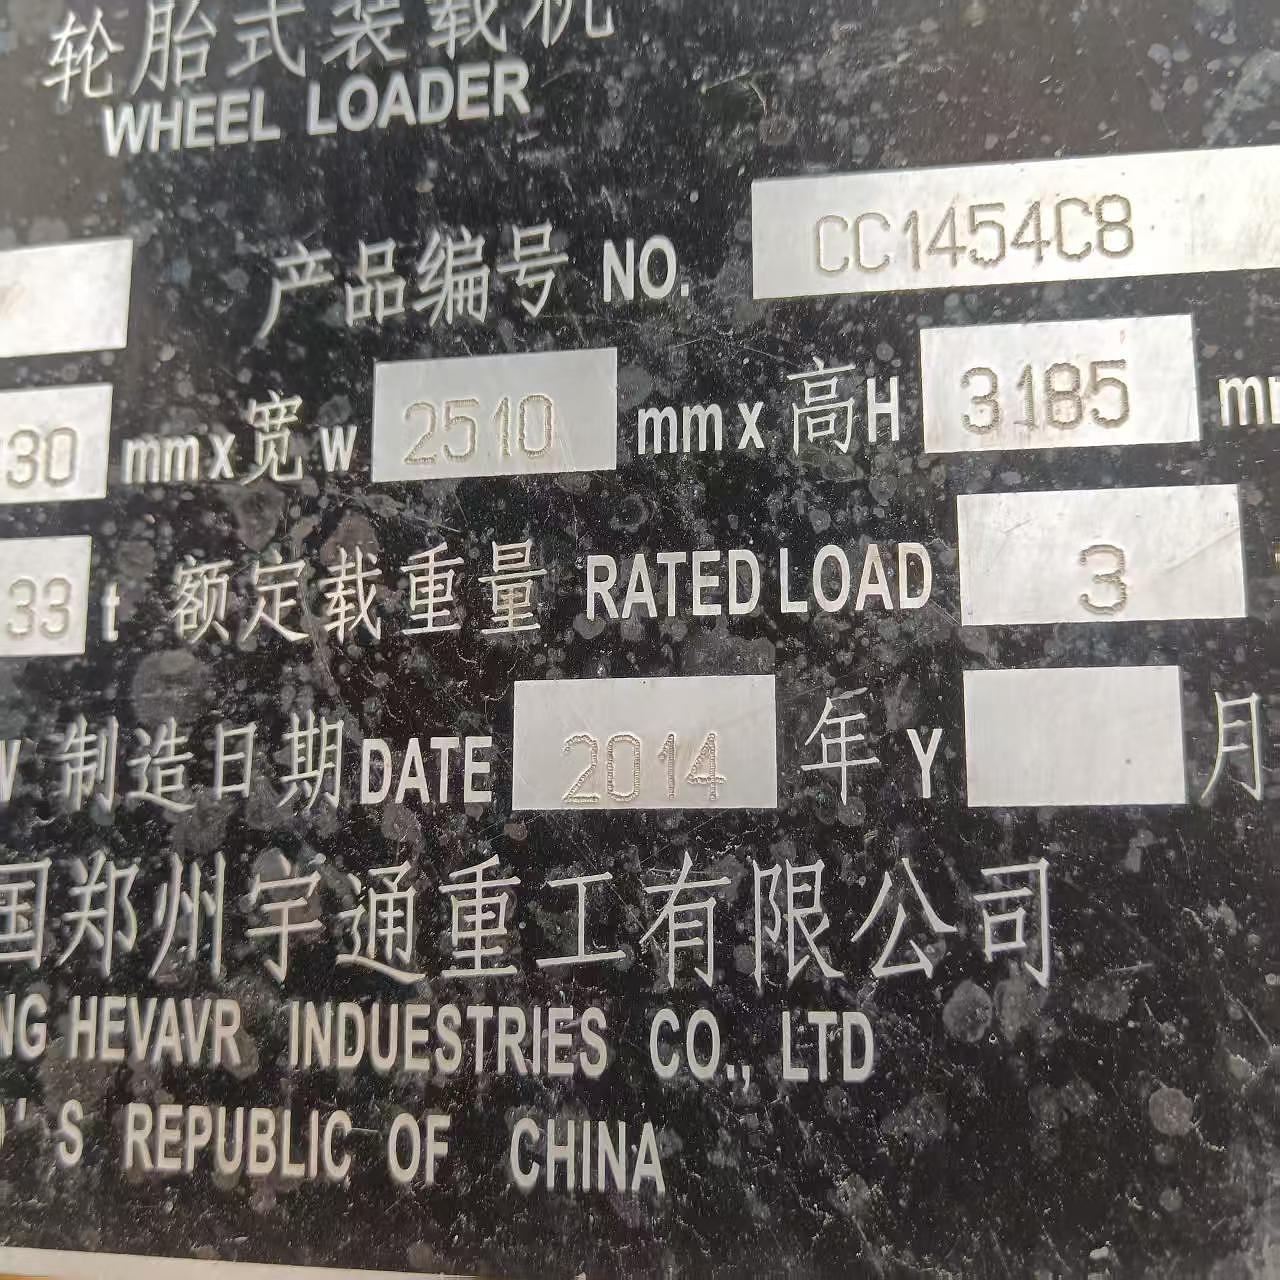 轮胎式装载机
WHEEL LOADER
产品编号 NO. CC1454C8
30 mm x 宽 W 2510 mm x 高 H 3185
33 t 额定载重量 RATED LOAD 3
制造日期 DATE 2014 年 Y 月
国郑州宇通重工有限公司
NG HEVAVR INDUESTRIES CO., LTD
' S REPUBLIC OF CHINA